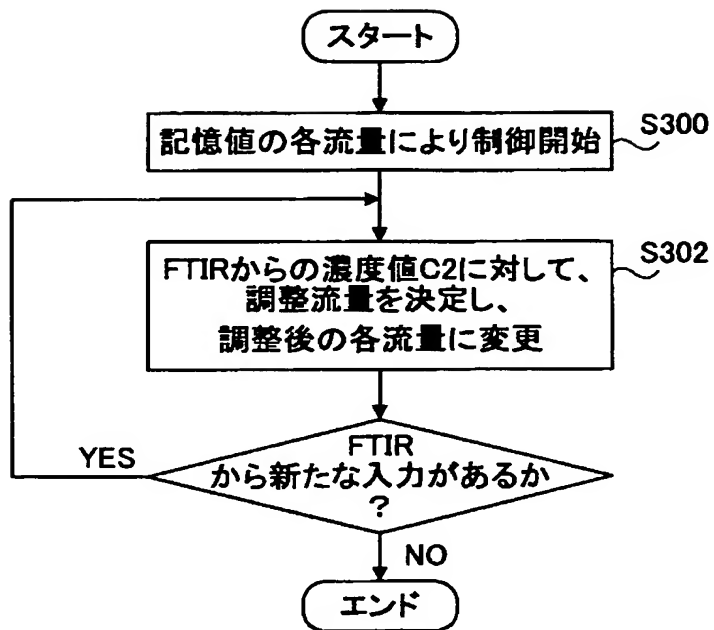 スタート
記憶値の各流量により制御開始
S300
FTIRからの濃度値C2に対して、
調整流量を決定し、
調整後の各流量に変更
S302
FTIR
から新たな入力があるか
?
YES
NO
エンド